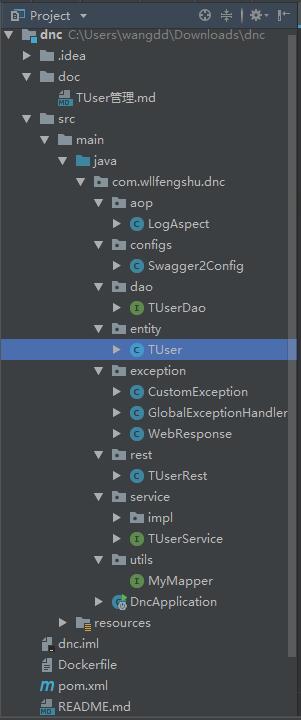 Project
dnc C:\Users\wangdd\Downloads\dnc
.idea
doc
TUser管理.md
src
main
java
com.wllfengshu.dnc
aop
LogAspect
configs
Swagger2Config
dao
TUserDao
entity
TUser
exception
CustomException
GlobalExceptionHandler
WebResponse
rest
TUserRest
service
impl
TUserService
utils
MyMapper
DncApplication
resources
dnc.iml
Dockerfile
pom.xml
README.md